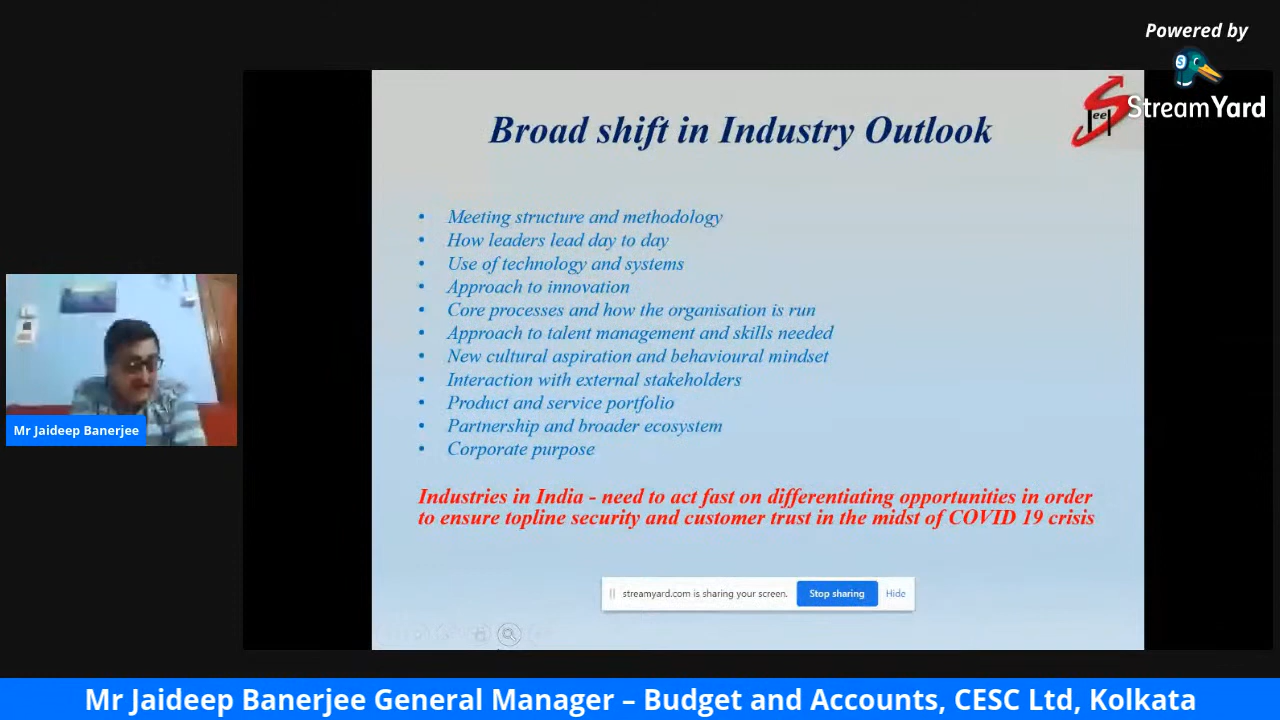 Powered by
StreamYard
S
ee
Broad shift in Industry Outlook
• Meeting structure and methodology
• How leaders lead day to day
• Use of technology and systems
• Approach to innovation
• Core processes and how the organisation is run
• Approach to talent management and skills needed
• New cultural aspiration and behavioural mindset
• Interaction with external stakeholders
• Product and service portfolio
• Partnership and broader ecosystem
• Corporate purpose
Industries in India - need to act fast on differentiating opportunities in order
to ensure topline security and customer trust in the midst of COVID 19 crisis
streamyard.com is sharing your screen. Stop sharing Hide
Mr Jaideep Banerjee
Mr Jaideep Banerjee General Manager – Budget and Accounts, CESC Ltd, Kolkata